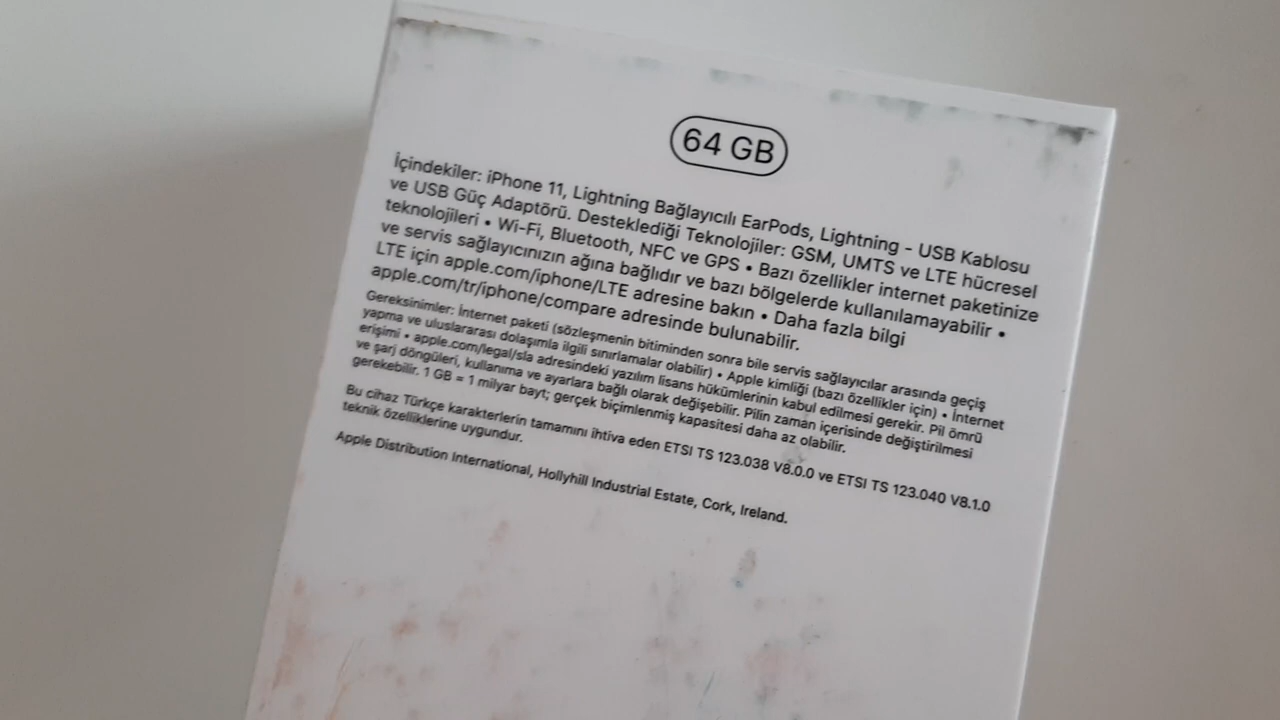 64 GB
İçindekiler: iPhone 11, Lightning Bağlayıcılı EarPods, Lightning - USB Kablosu
ve USB Güç Adaptörü. Desteklediği Teknolojiler: GSM, UMTS ve LTE hücresel
teknolojileri • Wi-Fi, Bluetooth, NFC ve GPS • Bazı özellikler internet paketinize
ve servis sağlayıcınızın ağına bağlıdır ve bazı bölgelerde kullanılamayabilir •
LTE için apple.com/iphone/LTE adresine bakın • Daha fazla bilgi
apple.com/tr/iphone/compare adresinde bulunabilir.
Gereksinimler: İnternet paketi (sözleşmenin bitiminden sonra bile servis sağlayıcılar arasında geçiş
yapma ve uluslararası dolaşımla ilgili sınırlamalar olabilir) • Apple kimliği (bazı özellikler için) • İnternet
erişimi • apple.com/legal/sla adresindeki yazılım lisans hükümlerinin kabul edilmesi gerekir. Pil ömrü
ve şarj döngüleri, kullanıma ve ayarlara bağlı olarak değişebilir. Pilin zaman içerisinde değiştirilmesi
gerekebilir. 1 GB = 1 milyar bayt; gerçek biçimlenmiş kapasitesi daha az olabilir.
Bu cihaz Türkçe karakterlerin tamamını ihtiva eden ETSI TS 123.038 V8.0.0 ve ETSI TS 123.040 V8.1.0
teknik özelliklerine uygundur.
Apple Distribution International, Hollyhill Industrial Estate, Cork, Ireland.